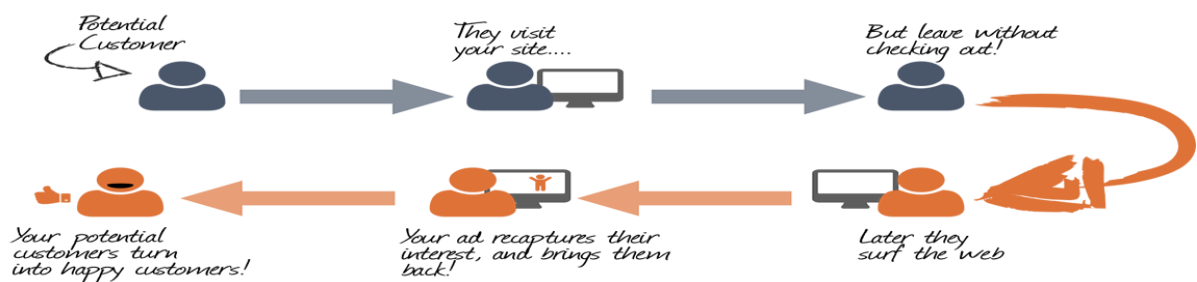 Potential
Customer
They visit
your site....
But leave without
checking out!
Later they
surf the web
Your ad recaptures their
interest, and brings them
back!
Your potential
customers turn
into happy customers!